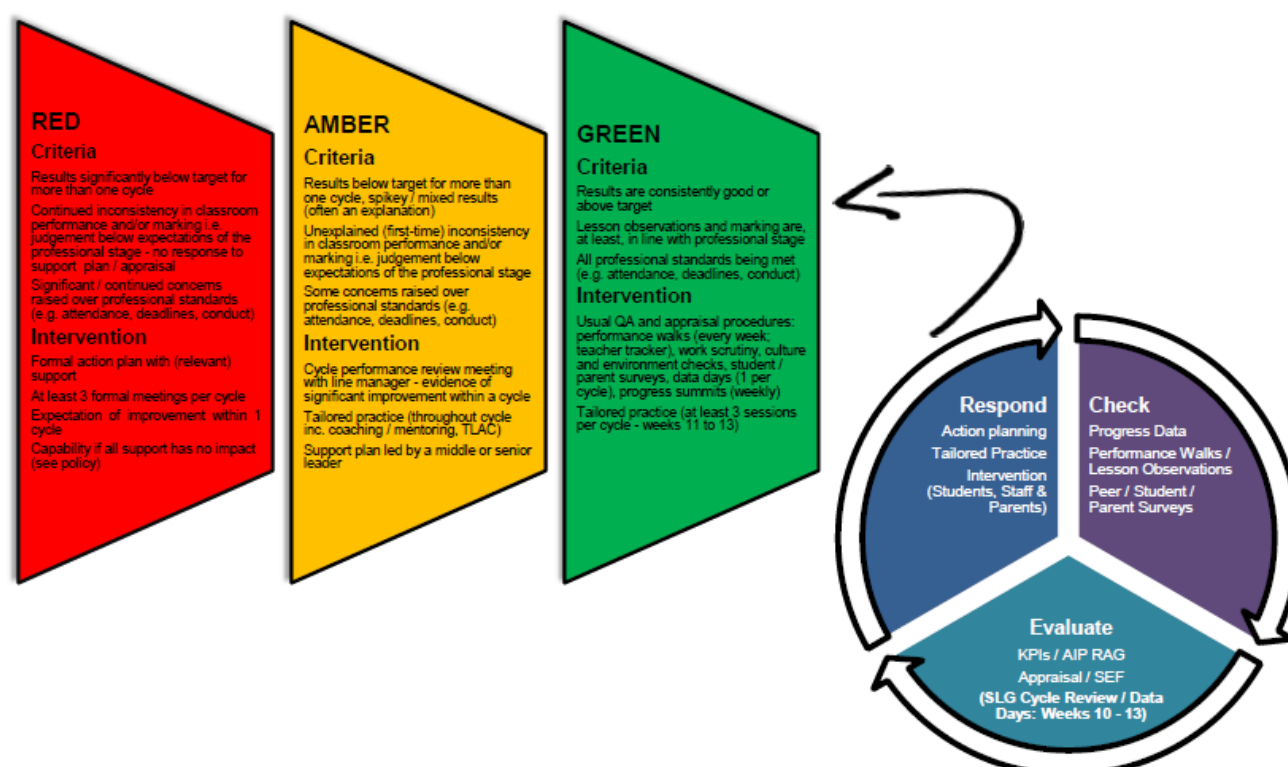 RED
Criteria
Results significantly below target for
more than one cycle
Continued inconsistency in classroom
performance and/or marking i.e.
judgement below expectations of the
professional stage - no response to
support plan / appraisal
Significant / continued concerns
raised over professional standards
(e.g. attendance, deadlines, conduct)
Intervention
Formal action plan with (relevant)
support
At least 3 formal meetings per cycle
Expectation of improvement within 1
cycle
Capability if all support has no impact
(see policy)
AMBER
Criteria
Results below target for more than
one cycle, spikey / mixed results
(often an explanation)
Unexplained (first-time) inconsistency
in classroom performance and/or
marking i.e. judgement below
expectations of the professional stage
Some concerns raised over
professional standards (e.g.
attendance, deadlines, conduct)
Intervention
Cycle performance review meeting
with line manager - evidence of
significant improvement within a cycle
Tailored practice (throughout cycle
inc. coaching / mentoring, TLAC)
Support plan led by a middle or senior
leader
GREEN
Criteria
Results are consistently good or
above target
Lesson observations and marking are,
at least, in line with professional stage
All professional standards being met
(e.g. attendance, deadlines, conduct)
Intervention
Usual QA and appraisal procedures:
performance walks (every week;
teacher tracker), work scrutiny, culture
and environment checks, student /
parent surveys, data days (1 per
cycle), progress summits (weekly)
Tailored practice (at least 3 sessions
per cycle - weeks 11 to 13)
Respond
Action planning
Tailored Practice
Intervention
(Students, Staff &
Parents)
Check
Progress Data
Performance Walks /
Lesson Observations
Peer / Student /
Parent Surveys
Evaluate
KPIs / AIP RAG
Appraisal / SEF
(SLG Cycle Review / Data
Days: Weeks 10 - 13)